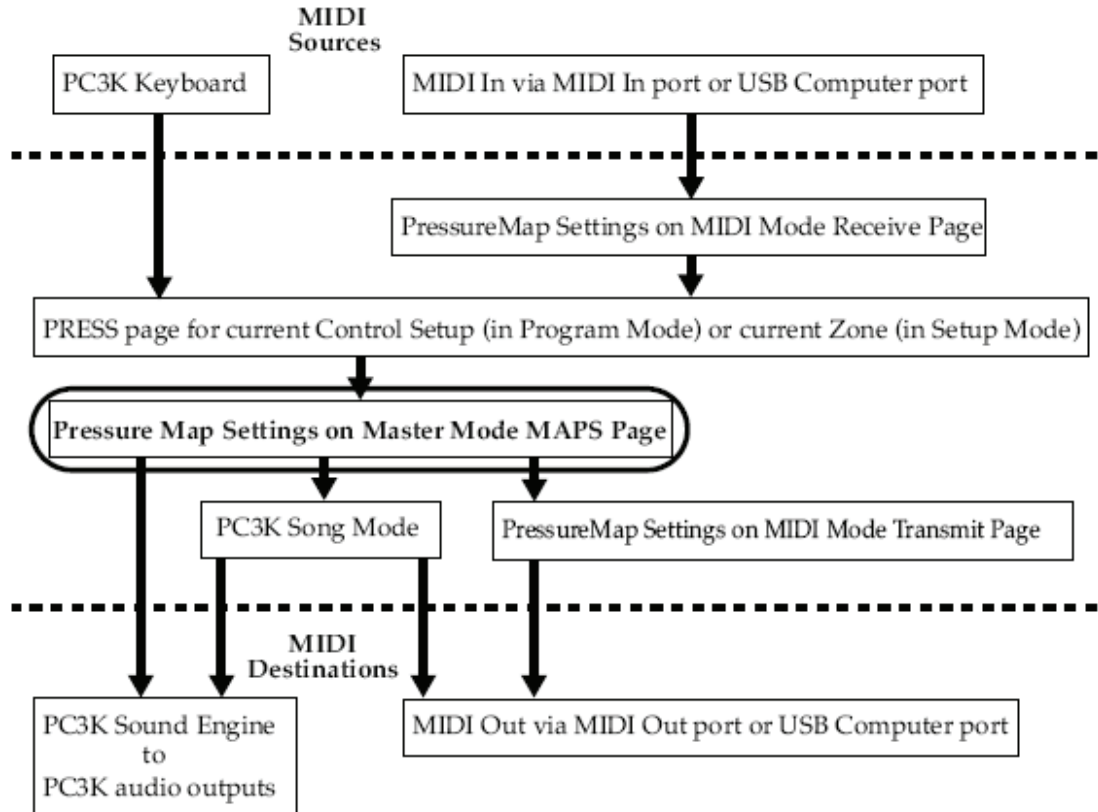 MIDI
Sources
PC3K Keyboard
MIDI In via MIDI In port or USB Computer port
PressureMap Settings on MIDI Mode Receive Page
PRESS page for current Control Setup (in Program Mode) or current Zone (in Setup Mode)
Pressure Map Settings on Master Mode MAPS Page
PC3K Song Mode
PressureMap Settings on MIDI Mode Transmit Page
MIDI
Destinations
PC3K Sound Engine
to
PC3K audio outputs
MIDI Out via MIDI Out port or USB Computer port